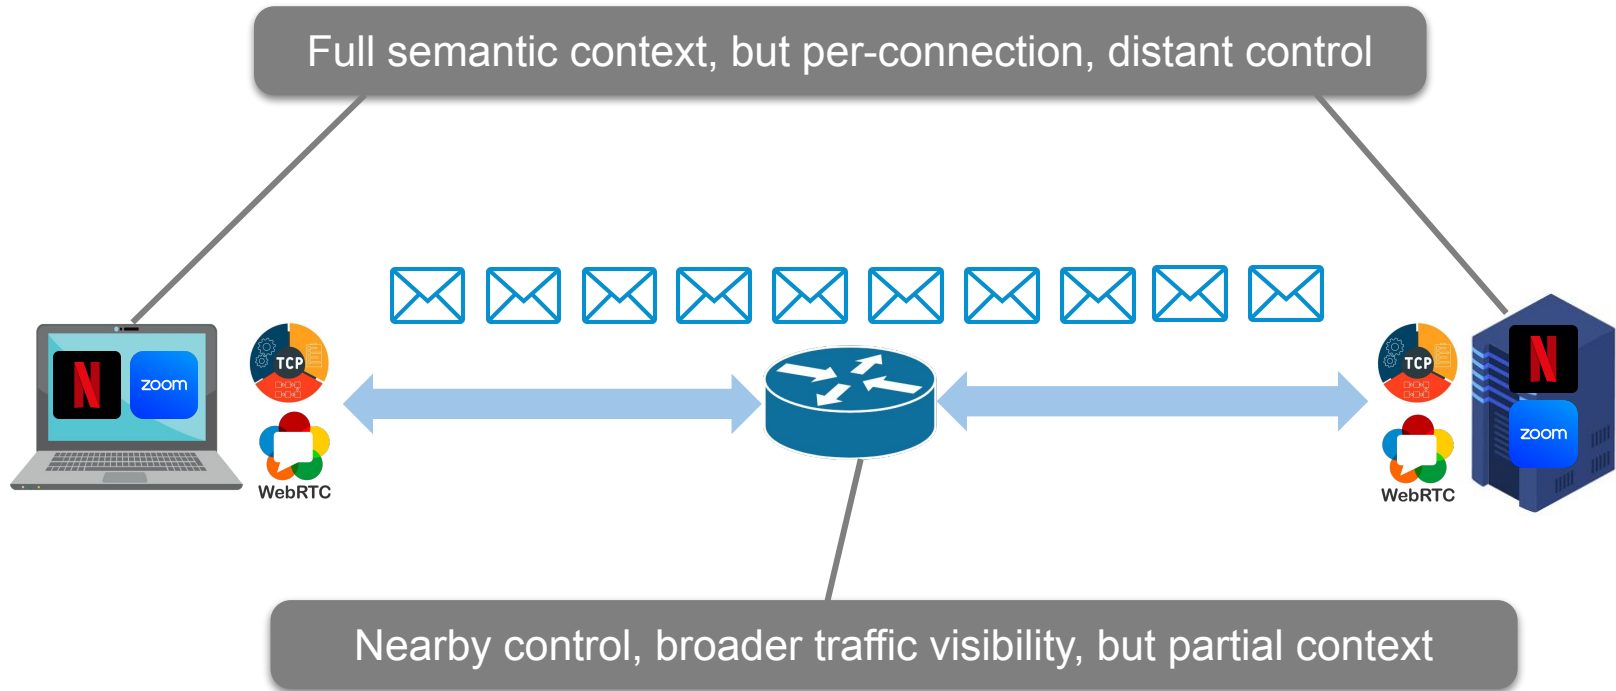 Full semantic context, but per-connection, distant control
N
zoom
TCP
WebRTC
TCP
WebRTC
N
zoom
Nearby control, broader traffic visibility, but partial context